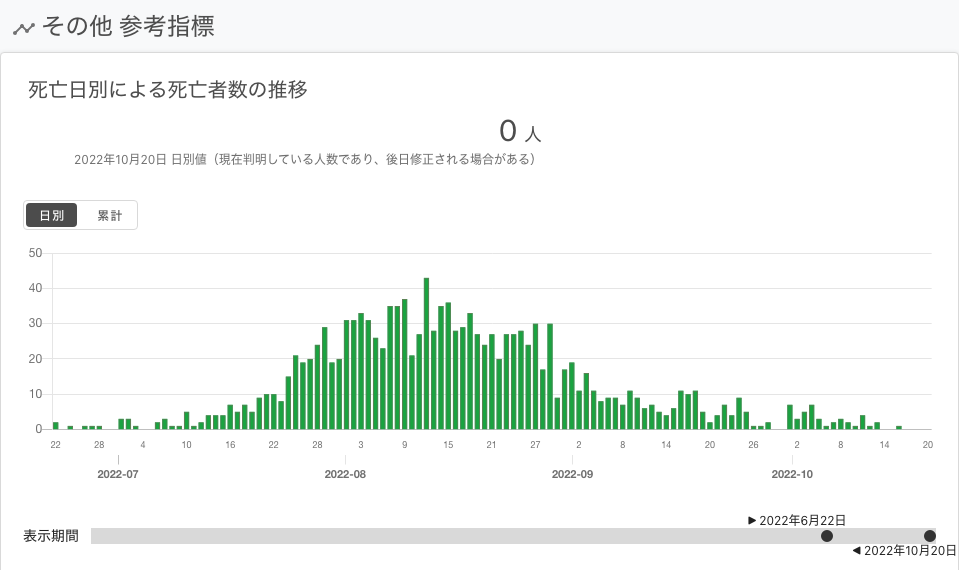 その他 参考指標
死亡日別による死亡者数の推移
0 人
2022年10月20日 日別値（現在判明している人数であり、後日修正される場合がある）
日別 累計
50
40
30
20
10
0
22 28 4 10 16 22 28 3 9 15 21 27 2 8 14 20 26 2 8 14 20
2022-07 2022-08 2022-09 2022-10
▶ 2022年6月22日
表示期間
◀ 2022年10月20日